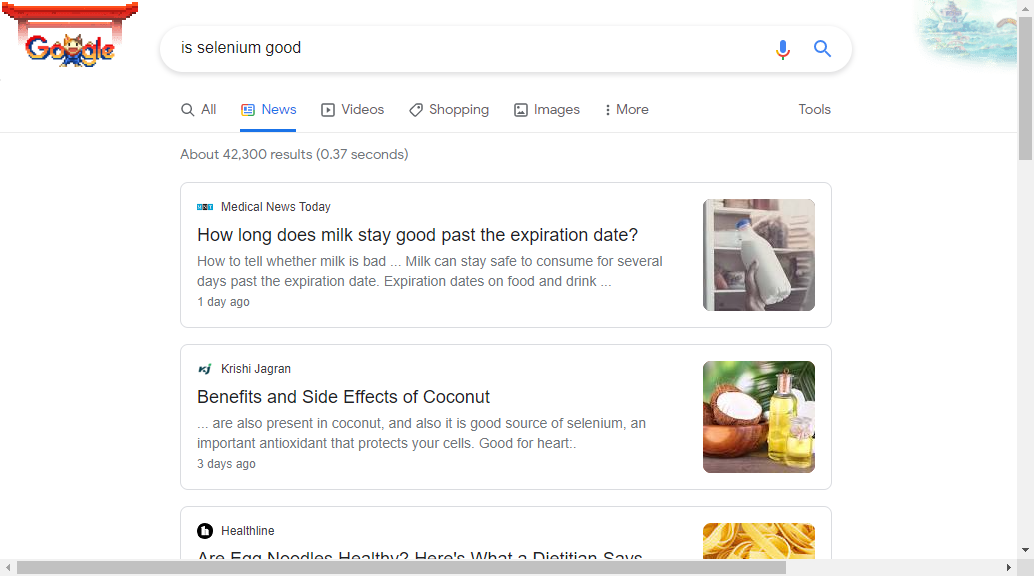 Google
is selenium good
All News Videos Shopping Images More Tools
About 42,300 results (0.37 seconds)
MNT Medical News Today
How long does milk stay good past the expiration date?
How to tell whether milk is bad ... Milk can stay safe to consume for several
days past the expiration date. Expiration dates on food and drink ...
1 day ago
KJ Krishi Jagran
Benefits and Side Effects of Coconut
... are also present in coconut, and also it is good source of selenium, an
important antioxidant that protects your cells. Good for heart:.
3 days ago
h Healthline
Are Egg Noodles Healthy? Here's What a Dietitian Says